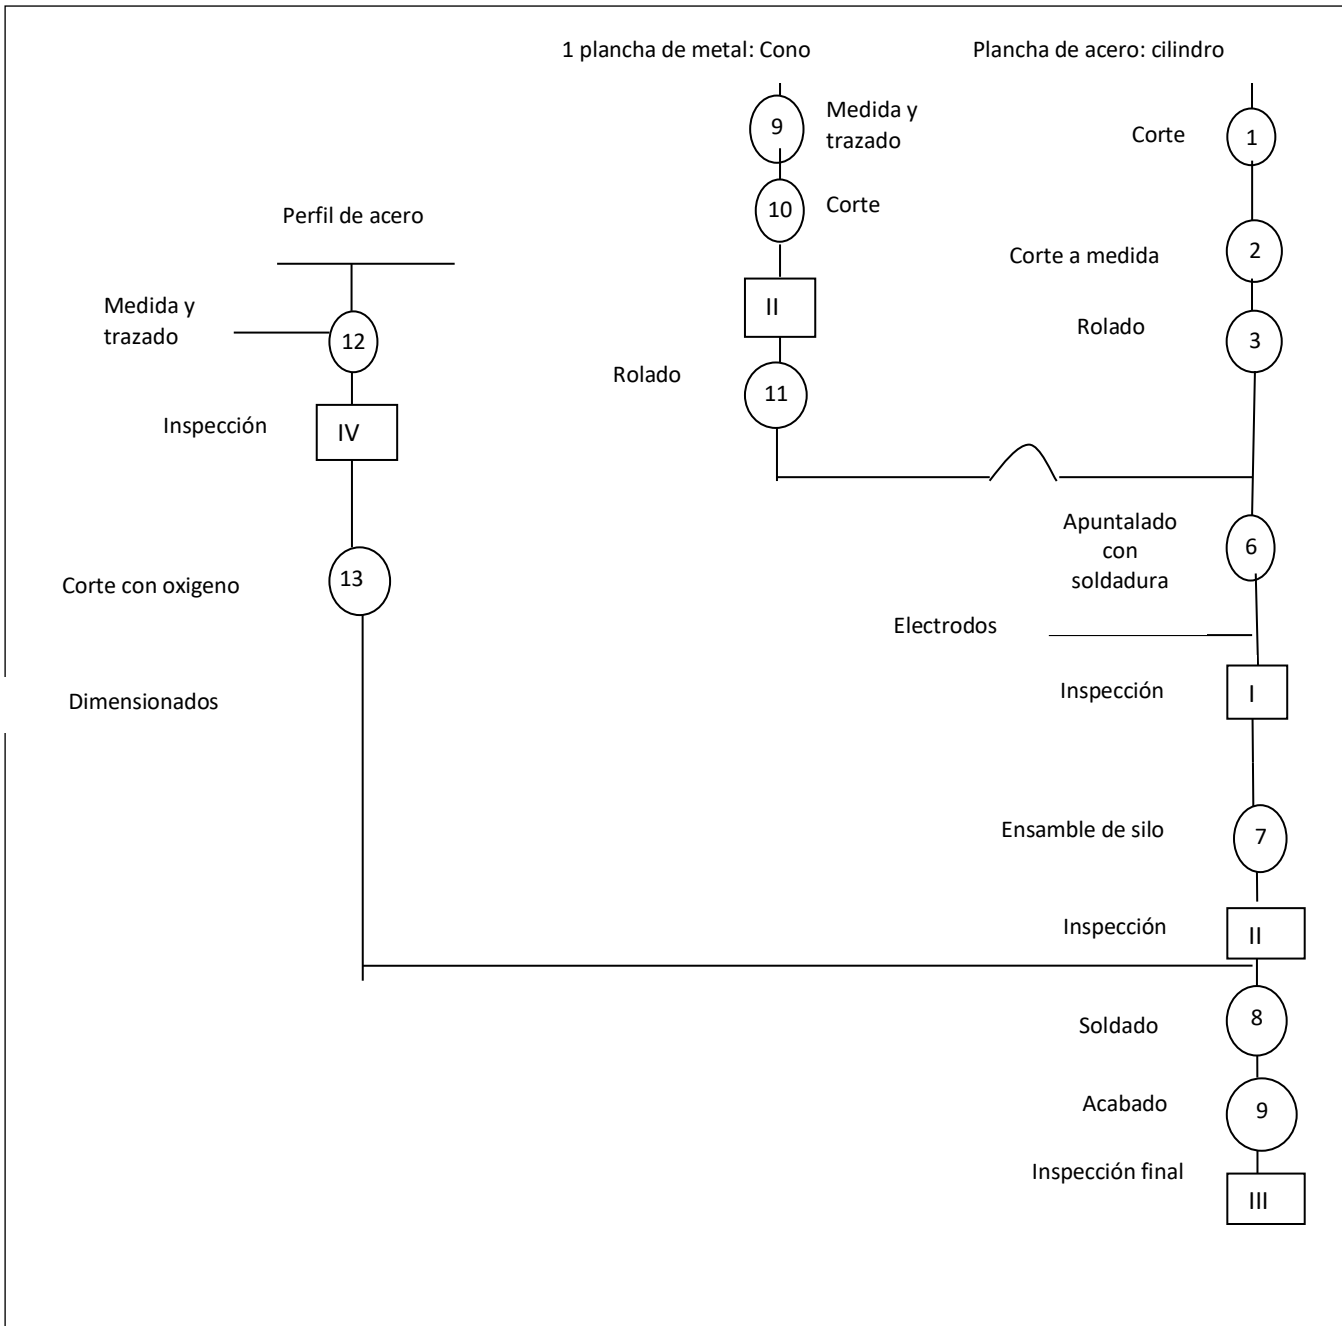 1 plancha de metal: Cono
Plancha de acero: cilindro
9
Medida y
trazado
Corte
1
10
Corte
Perfil de acero
Corte a medida
2
Medida y
trazado
12
II
Rolado
3
Rolado
11
Inspección
IV
Apuntalado
con
soldadura
6
Corte con oxigeno
13
Electrodos
Dimensionados
Inspección
I
Ensamble de silo
7
Inspección
II
Soldado
8
Acabado
9
Inspección final
III